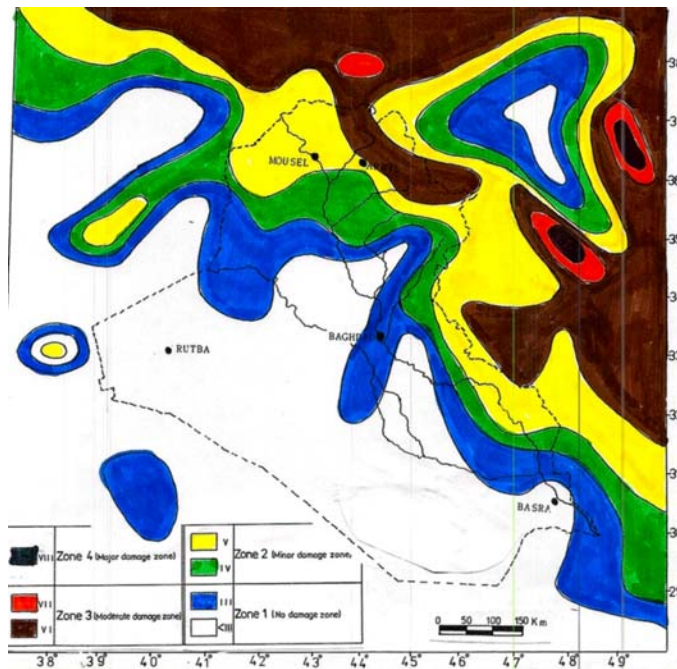 38
MOUSEL
36
35
BAGHD
RUTBA
BASRA
VIII Zone 4 (Major damage zone)
V
IV
Zone 2 (Minor damage zone)
VII
VI
Zone 3 (Moderate damage zone)
III
<III
Zone 1 (No damage zone)
0 50 100 150 Km
38° 39° 40° 41° 42° 43° 44° 45° 46° 47° 48° 49°